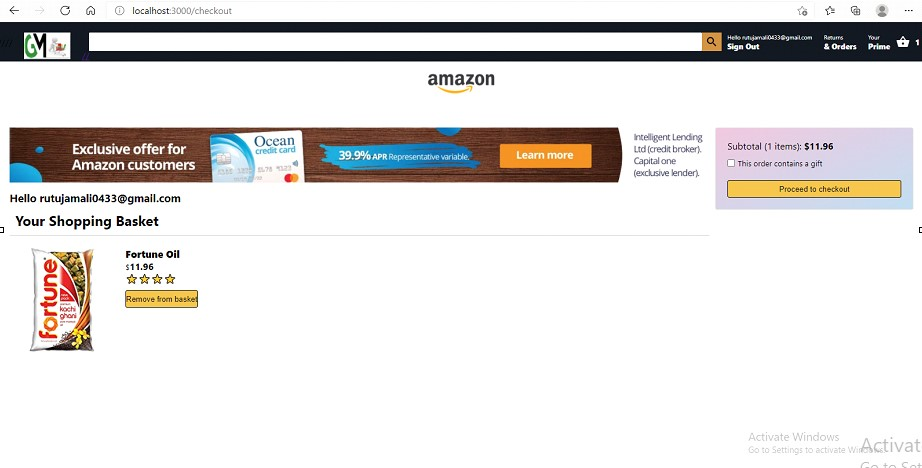 localhost:3000/checkout
GM
Hello rutujamali0433@gmail.com
Sign Out
Returns
& Orders
Your
Prime
1
amazon
Exclusive offer for
Amazon customers
Ocean
credit card
39.9% APR Representative variable.
Learn more
Intelligent Lending
Ltd (credit broker).
Capital one
(exclusive lender).
Subtotal (1 items): $11.96
This order contains a gift
Proceed to checkout
Hello rutujamali0433@gmail.com
Your Shopping Basket
fortune
kachi
ghani
Fortune Oil
$11.96
Remove from basket
Activate Windows
Go to Settings to activate Windows.
Activat
Go to Set